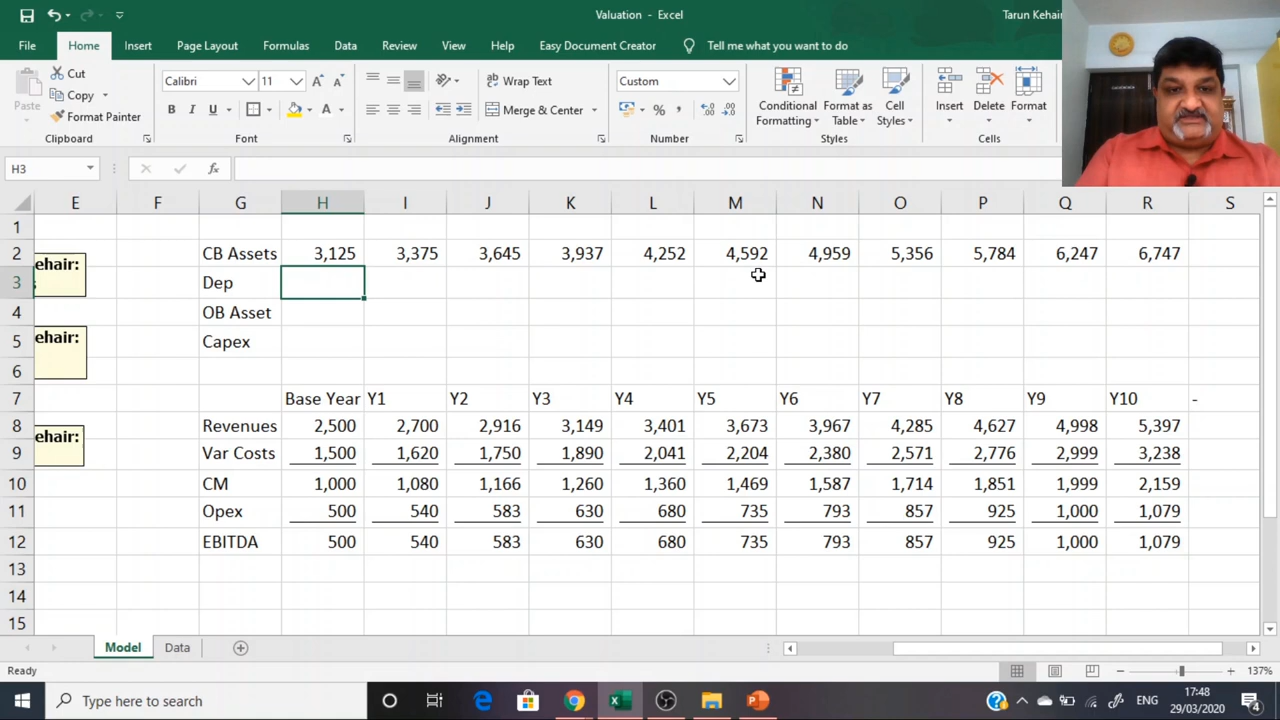 Valuation - Excel
Tarun Kehair
File Home Insert Page Layout Formulas Data Review View Help Easy Document Creator Tell me what you want to do
Paste
Cut
Copy
Format Painter
Calibri 11
B I U
Wrap Text
Merge & Center
Custom
%
Conditional Formatting
Format as Table
Cell Styles
Insert
Delete
Format
Clipboard Font Alignment Number Styles Cells
H3 fx
E F G H I J K L M N O P Q R S
1
2 ehair: CB Assets 3,125 3,375 3,645 3,937 4,252 4,592 4,959 5,356 5,784 6,247 6,747
3 Dep
4 OB Asset
5 ehair: Capex
6
7 Base Year Y1 Y2 Y3 Y4 Y5 Y6 Y7 Y8 Y9 Y10 -
8 ehair: Revenues 2,500 2,700 2,916 3,149 3,401 3,673 3,967 4,285 4,627 4,998 5,397
9 Var Costs 1,500 1,620 1,750 1,890 2,041 2,204 2,380 2,571 2,776 2,999 3,238
10 CM 1,000 1,080 1,166 1,260 1,360 1,469 1,587 1,714 1,851 1,999 2,159
11 Opex 500 540 583 630 680 735 793 857 925 1,000 1,079
12 EBITDA 500 540 583 630 680 735 793 857 925 1,000 1,079
13
14
15
Model Data
Ready
137%
Type here to search
ENG
17:48
29/03/2020
4